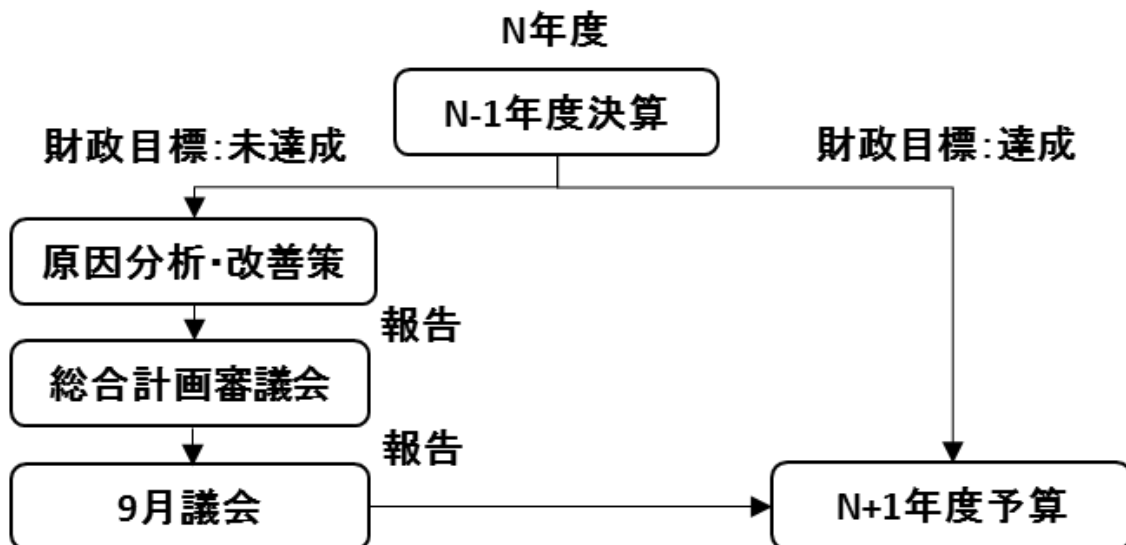 N年度
N-1年度決算
財政目標:未達成
財政目標:達成
原因分析・改善策
報告
総合計画審議会
報告
9月議会
N+1年度予算